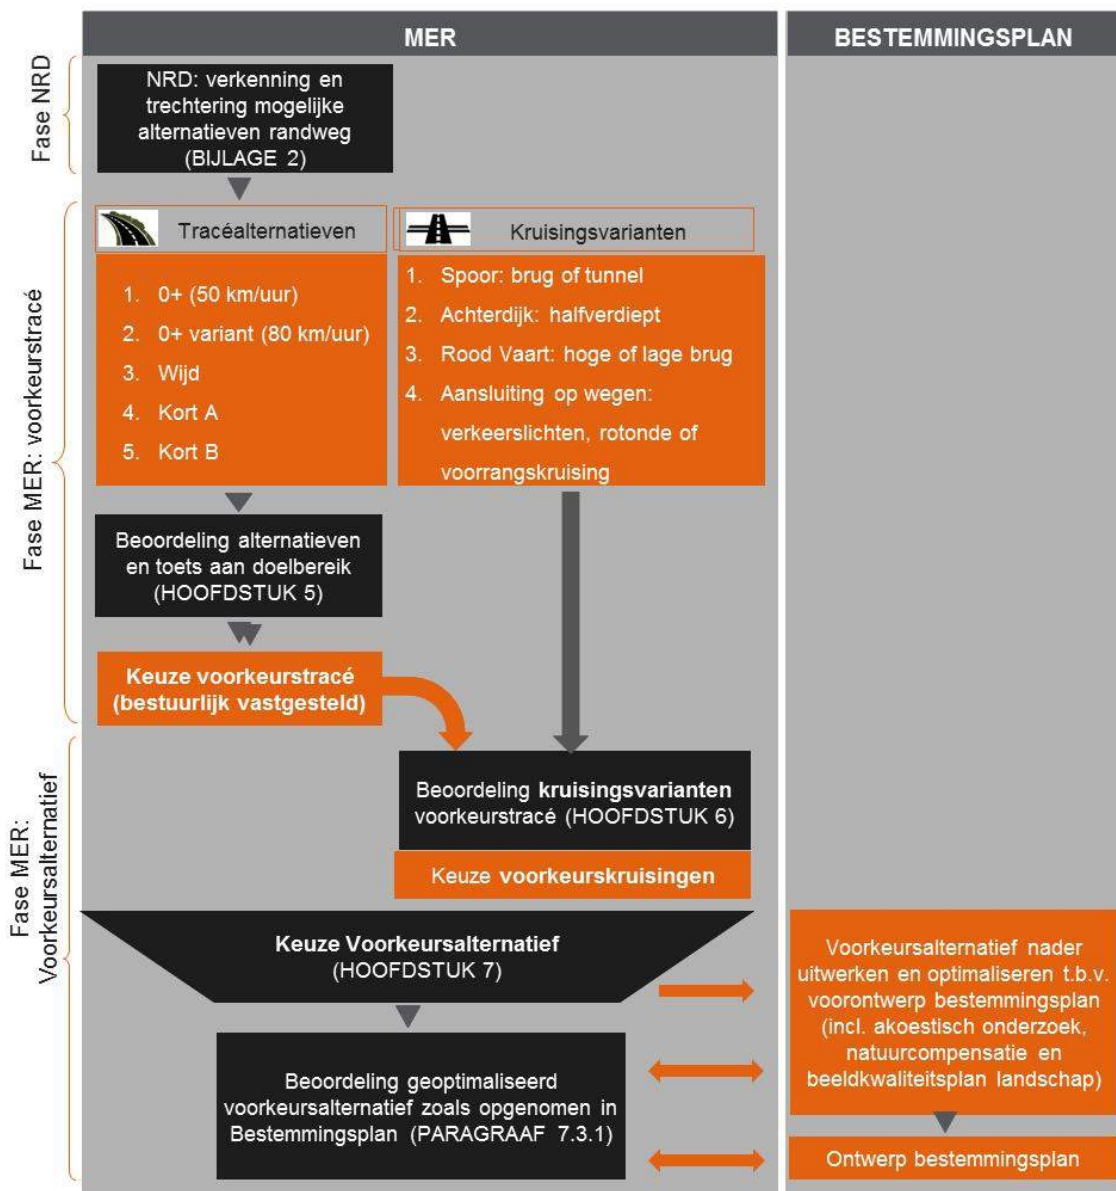 MER
BESTEMMINGSPLAN
Fase NRD
NRD: verkenning en
trechtering mogelijke
alternatieven randweg
(BIJLAGE 2)
Fase MER: voorkeurstracé
Tracéalternatieven
1. 0+ (50 km/uur)
2. 0+ variant (80 km/uur)
3. Wijd
4. Kort A
5. Kort B
Kruisingsvarianten
1. Spoor: brug of tunnel
2. Achterdijk: halfverdiept
3. Rood Vaart: hoge of lage brug
4. Aansluiting op wegen:
verkeerslichten, rotonde of
voorrangskruising
Beoordeling alternatieven
en toets aan doelbereik
(HOOFDSTUK 5)
Keuze voorkeurstracé
(bestuurlijk vastgesteld)
Fase MER:
Voorkeursalternatief
Beoordeling kruisingsvarianten
voorkeurstracé (HOOFDSTUK 6)
Keuze voorkeurskruisingen
Keuze Voorkeursalternatief
(HOOFDSTUK 7)
Beoordeling geoptimaliseerd
voorkeursalternatief zoals opgenomen in
Bestemmingsplan (PARAGRAAF 7.3.1)
Voorkeursalternatief nader
uitwerken en optimaliseren t.b.v.
voorontwerp bestemmingsplan
(incl. akoestisch onderzoek,
natuurcompensatie en
beeldkwaliteitsplan landschap)
Ontwerp bestemmingsplan